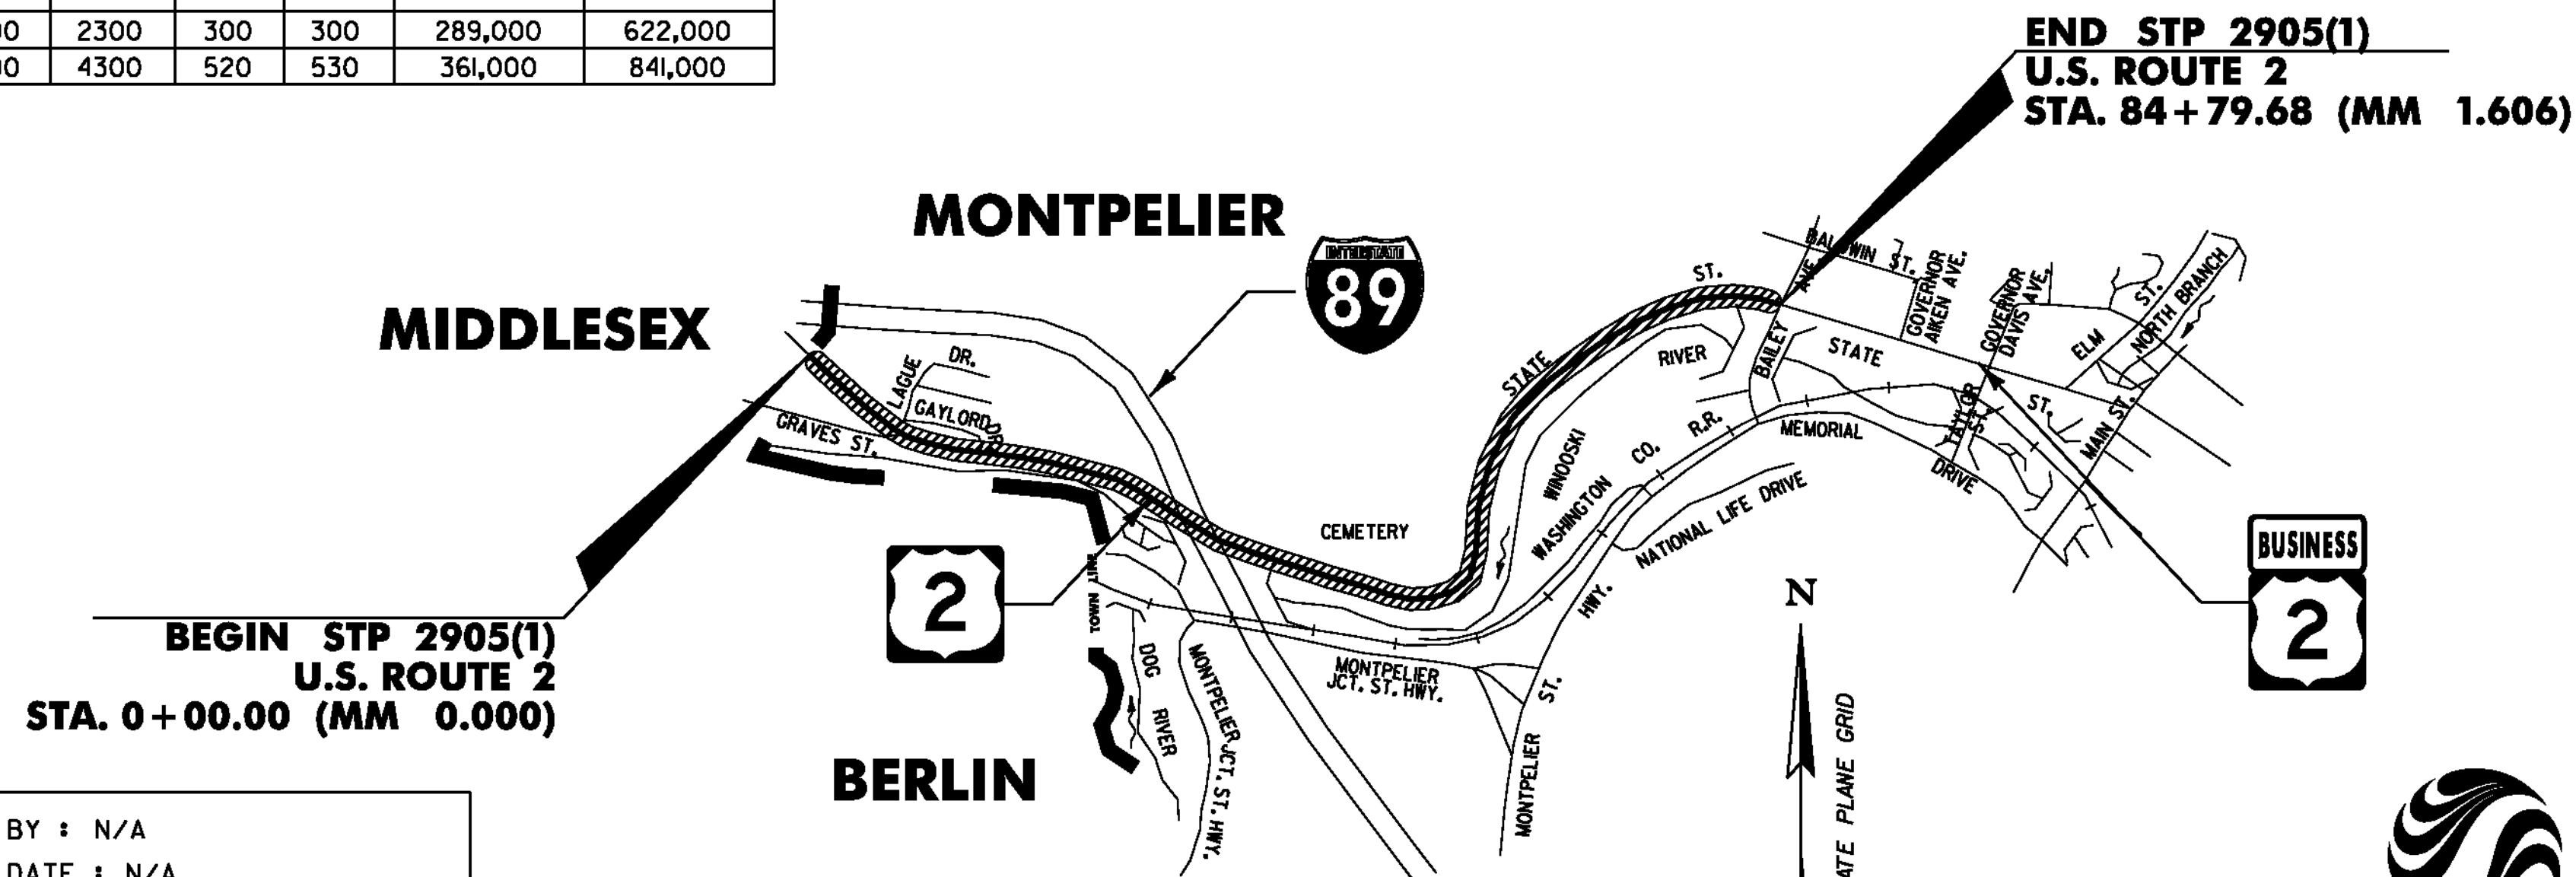 2300 300 300 289,000 622,000
4300 520 530 361,000 841,000
END STP 2905(1)
U.S. ROUTE 2
STA. 84+79.68 (MM 1.606)
MONTPELIER
INTERSTATE
89
MIDDLESEX
BALDWIN ST.
AVE.
GOVERNOR
AIKEN AVE.
GOVERNOR
DAVIS AVE.
ST.
NORTH BRANCH
ELM
ST.
STATE
RIVER
BAILEY
STATE
ST.
LAGUE
DR.
GAYLORD DR.
GRAVES ST.
TAYLOR
ST.
MAIN ST.
MEMORIAL
DRIVE
WINOOSKI
WASHINGTON CO. R.R.
NATIONAL LIFE DRIVE
CEMETERY
BUSINESS
2
2
TOWN LINE
N
HWY.
ST.
MONTPELIER
BEGIN STP 2905(1)
U.S. ROUTE 2
STA. 0+00.00 (MM 0.000)
DOG
RIVER
MONTPELIER JCT. ST. HWY.
MONTPELIER
JCT. ST. HWY.
BERLIN
PLANE GRID
BY : N/A
DATE : N/A